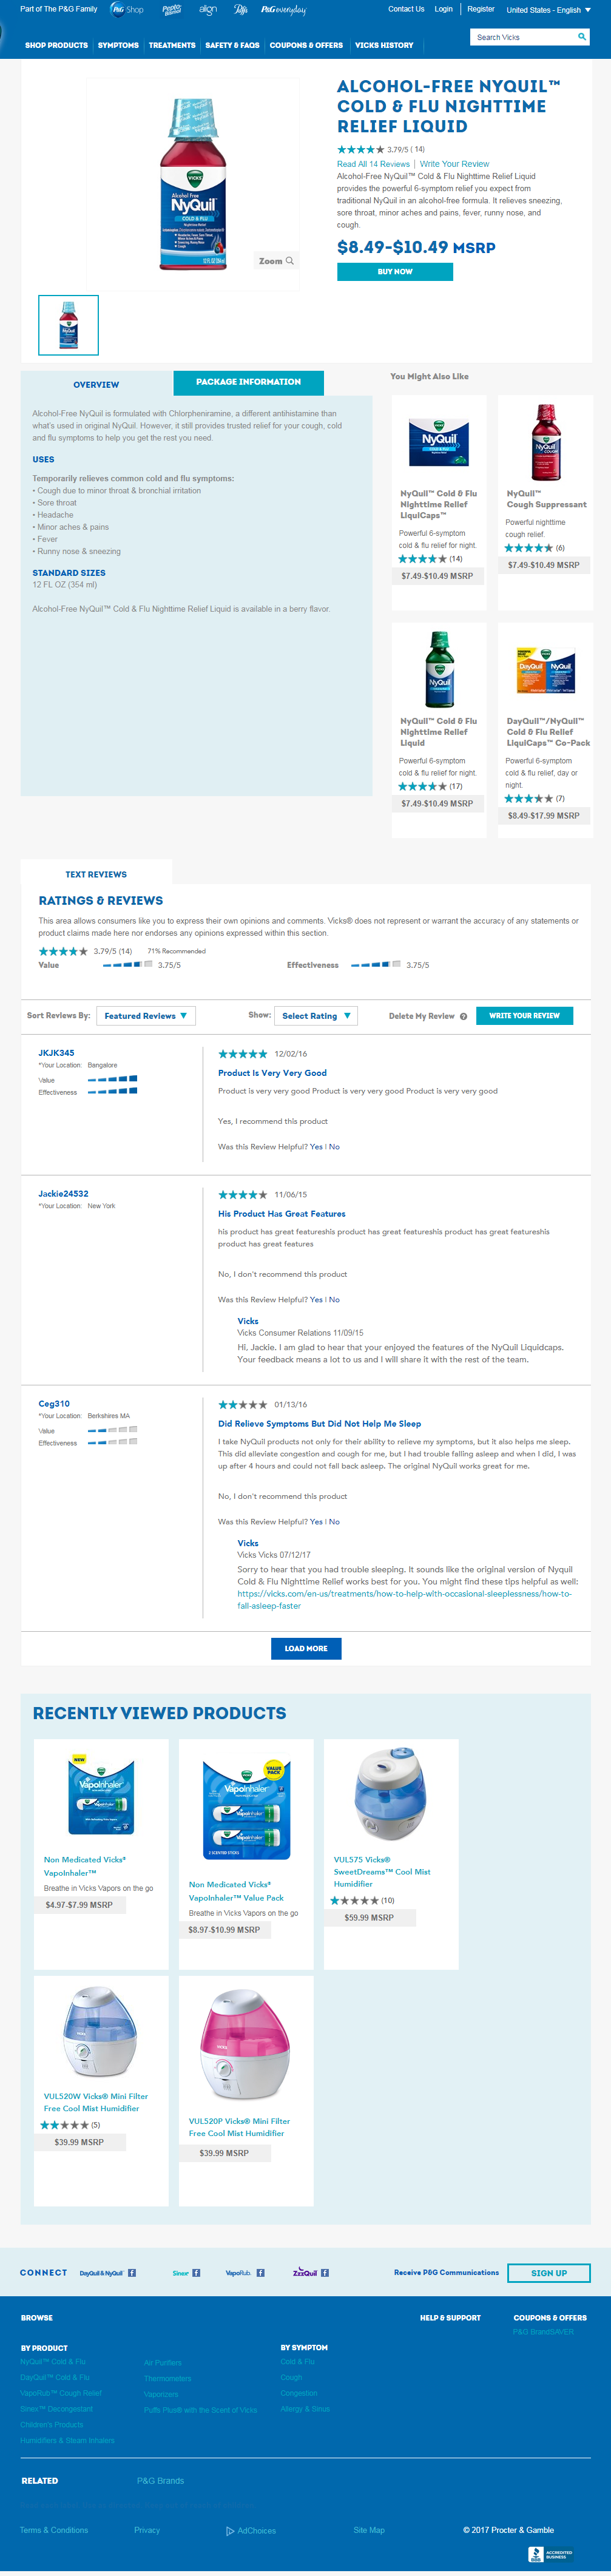 Part of The P&G Family
P&G Shop
Pepto Bismol
align
Puffs
P&G everyday
Contact Us
Login
Register
United States - English
SHOP PRODUCTS
SYMPTOMS
TREATMENTS
SAFETY & FAQS
COUPONS & OFFERS
VICKS HISTORY
Search Vicks
VICKS
Alcohol Free
NyQuil
COLD & FLU
Zoom
ALCOHOL-FREE NYQUIL™
COLD & FLU NIGHTTIME
RELIEF LIQUID
3.79/5 ( 14)
Read All 14 Reviews | Write Your Review
Alcohol-Free NyQuil™ Cold & Flu Nighttime Relief Liquid
provides the powerful 6-symptom relief you expect from
traditional NyQuil in an alcohol-free formula. It relieves sneezing,
sore throat, minor aches and pains, fever, runny nose, and
cough.
$8.49-$10.49 MSRP
BUY NOW
OVERVIEW
PACKAGE INFORMATION
Alcohol-Free NyQuil is formulated with Chlorpheniramine, a different antihistamine than
what's used in original NyQuil. However, it still provides trusted relief for your cough, cold
and flu symptoms to help you get the rest you need.
USES
Temporarily relieves common cold and flu symptoms:
• Cough due to minor throat & bronchial irritation
• Sore throat
• Headache
• Minor aches & pains
• Fever
• Runny nose & sneezing
STANDARD SIZES
12 FL OZ (354 ml)
Alcohol-Free NyQuil™ Cold & Flu Nighttime Relief Liquid is available in a berry flavor.
You Might Also Like
NyQuil
NyQuil™ Cold & Flu
Nighttime Relief
LiquiCaps™
Powerful 6-symptom
cold & flu relief for night.
(14)
$7.49-$10.49 MSRP
NyQuil
NyQuil™
Cough Suppressant
Powerful nighttime
cough relief.
(6)
$7.49-$10.49 MSRP
NyQuil
NyQuil™ Cold & Flu
Nighttime Relief
Liquid
Powerful 6-symptom
cold & flu relief for night.
(17)
$7.49-$10.49 MSRP
DayQuil NyQuil
DayQuil™/NyQuil™
Cold & Flu Relief
LiquiCaps™ Co-Pack
Powerful 6-symptom
cold & flu relief, day or
night.
(7)
$8.49-$17.99 MSRP
TEXT REVIEWS
RATINGS & REVIEWS
This area allows consumers like you to express their own opinions and comments. Vicks® does not represent or warrant the accuracy of any statements or
product claims made here nor endorses any opinions expressed within this section.
3.79/5 (14)
71% Recommended
Value
3.75/5
Effectiveness
3.75/5
Sort Reviews By:
Featured Reviews
Show:
Select Rating
Delete My Review
WRITE YOUR REVIEW
JKJK345
*Your Location: Bangalore
Value
Effectiveness
12/02/16
Product Is Very Very Good
Product is very very good Product is very very good Product is very very good
Yes, I recommend this product
Was this Review Helpful? Yes | No
Jackie24532
*Your Location: New York
11/06/15
His Product Has Great Features
his product has great featureshis product has great featureshis product has great featureshis
product has great features
No, I don't recommend this product
Was this Review Helpful? Yes | No
Vicks
Vicks Consumer Relations 11/09/15
Hi, Jackie. I am glad to hear that your enjoyed the features of the NyQuil Liquidcaps.
Your feedback means a lot to us and I will share it with the rest of the team.
Ceg310
*Your Location: Berkshires MA
Value
Effectiveness
01/13/16
Did Relieve Symptoms But Did Not Help Me Sleep
I take NyQuil products not only for their ability to relieve my symptoms, but it also helps me sleep.
This did alleviate congestion and cough for me, but I had trouble falling asleep and when I did, I was
up after 4 hours and could not fall back asleep. The original NyQuil works great for me.
No, I don't recommend this product
Was this Review Helpful? Yes | No
Vicks
Vicks Vicks 07/12/17
Sorry to hear that you had trouble sleeping. It sounds like the original version of Nyquil
Cold & Flu Nighttime Relief works best for you. You might find these tips helpful as well:
https://vicks.com/en-us/treatments/how-to-help-with-occasional-sleeplessness/how-to-
fall-asleep-faster
LOAD MORE
RECENTLY VIEWED PRODUCTS
NEW
VapoInhaler
Non Medicated Vicks®
VapoInhaler™
Breathe in Vicks Vapors on the go
$4.97-$7.99 MSRP
VALUE PACK
VapoInhaler
Non Medicated Vicks®
VapoInhaler™ Value Pack
Breathe in Vicks Vapors on the go
$8.97-$10.99 MSRP
VUL575 Vicks®
SweetDreams™ Cool Mist
Humidifier
(10)
$59.99 MSRP
VUL520W Vicks® Mini Filter
Free Cool Mist Humidifier
(5)
$39.99 MSRP
VUL520P Vicks® Mini Filter
Free Cool Mist Humidifier
$39.99 MSRP
CONNECT
DayQuil & NyQuil
Sinex
VapoRub
ZzzQuil
Receive P&G Communications
SIGN UP
BROWSE
HELP & SUPPORT
COUPONS & OFFERS
P&G BrandSAVER
BY PRODUCT
NyQuil™ Cold & Flu
DayQuil™ Cold & Flu
VapoRub™ Cough Relief
Sinex™ Decongestant
Children's Products
Humidifiers & Steam Inhalers
Air Purifiers
Thermometers
Vaporizers
Puffs Plus® with the Scent of Vicks
BY SYMPTOM
Cold & Flu
Cough
Congestion
Allergy & Sinus
RELATED
P&G Brands
Terms & Conditions
Privacy
AdChoices
Site Map
© 2017 Procter & Gamble
BBB
ACCREDITED
BUSINESS